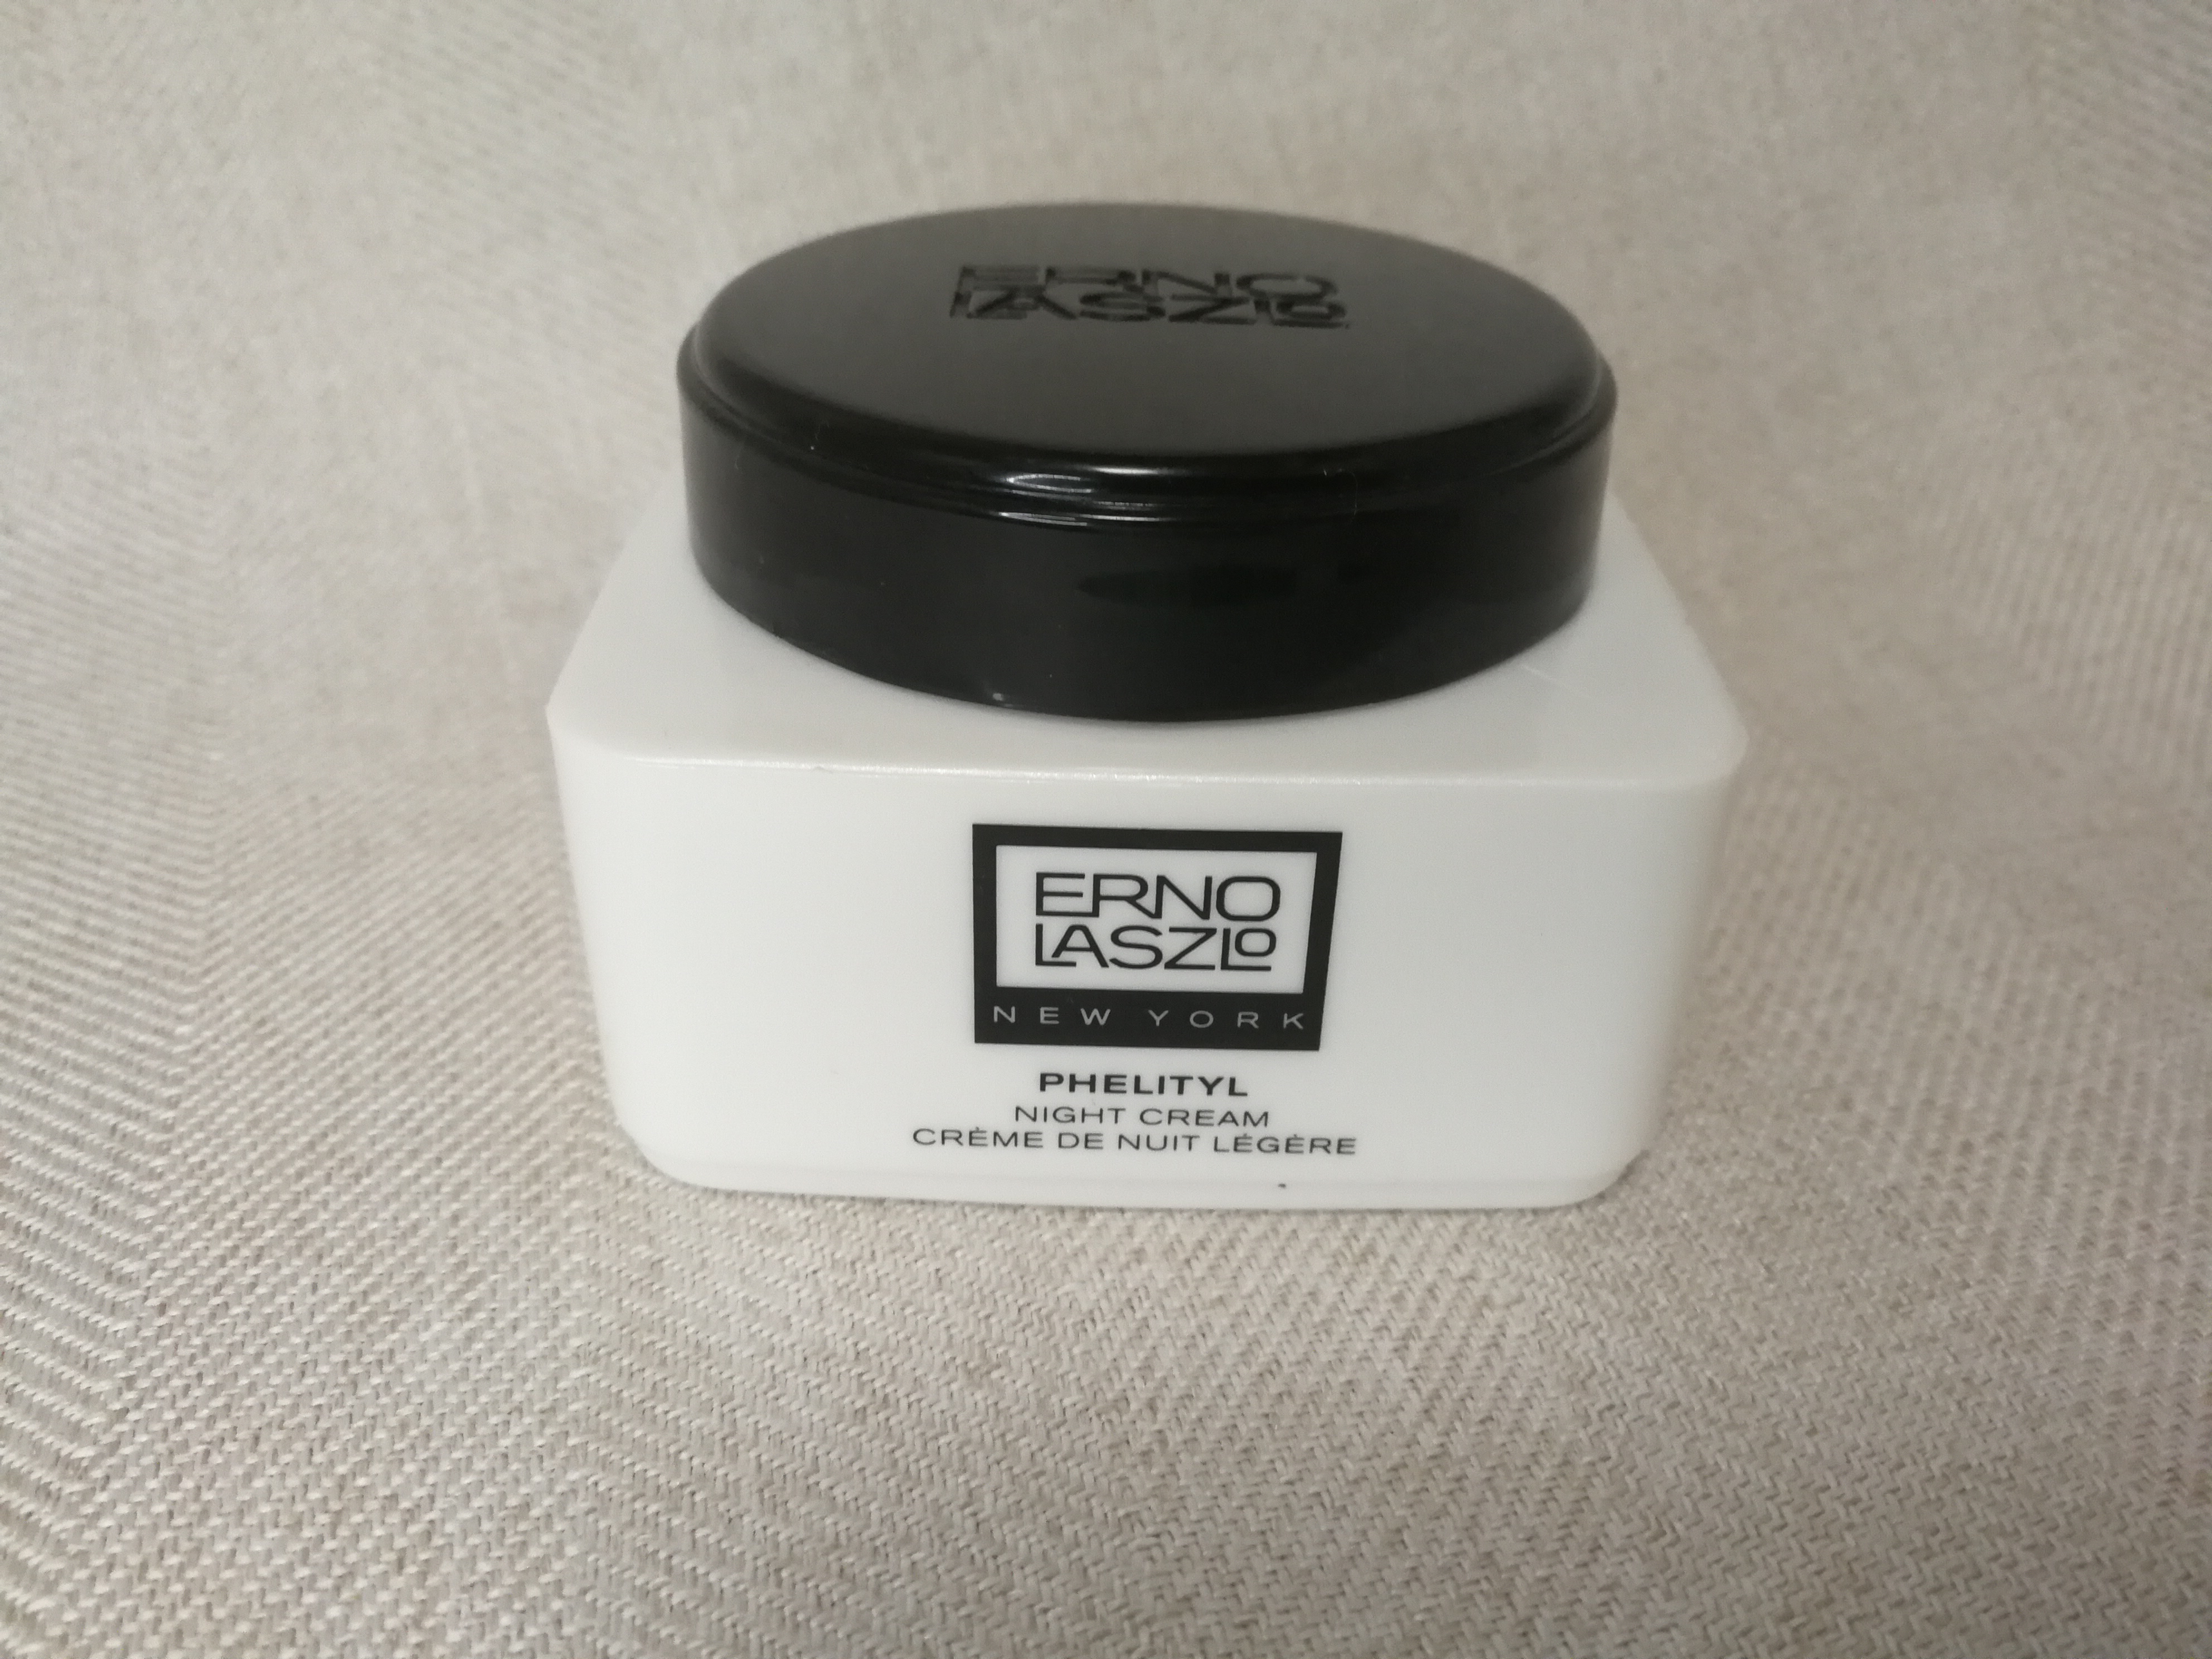 ERNO
LASZLO
ERNO
LASZLO
NEW YORK
PHELITYL
NIGHT CREAM
CRÈME DE NUIT LÉGÈRE